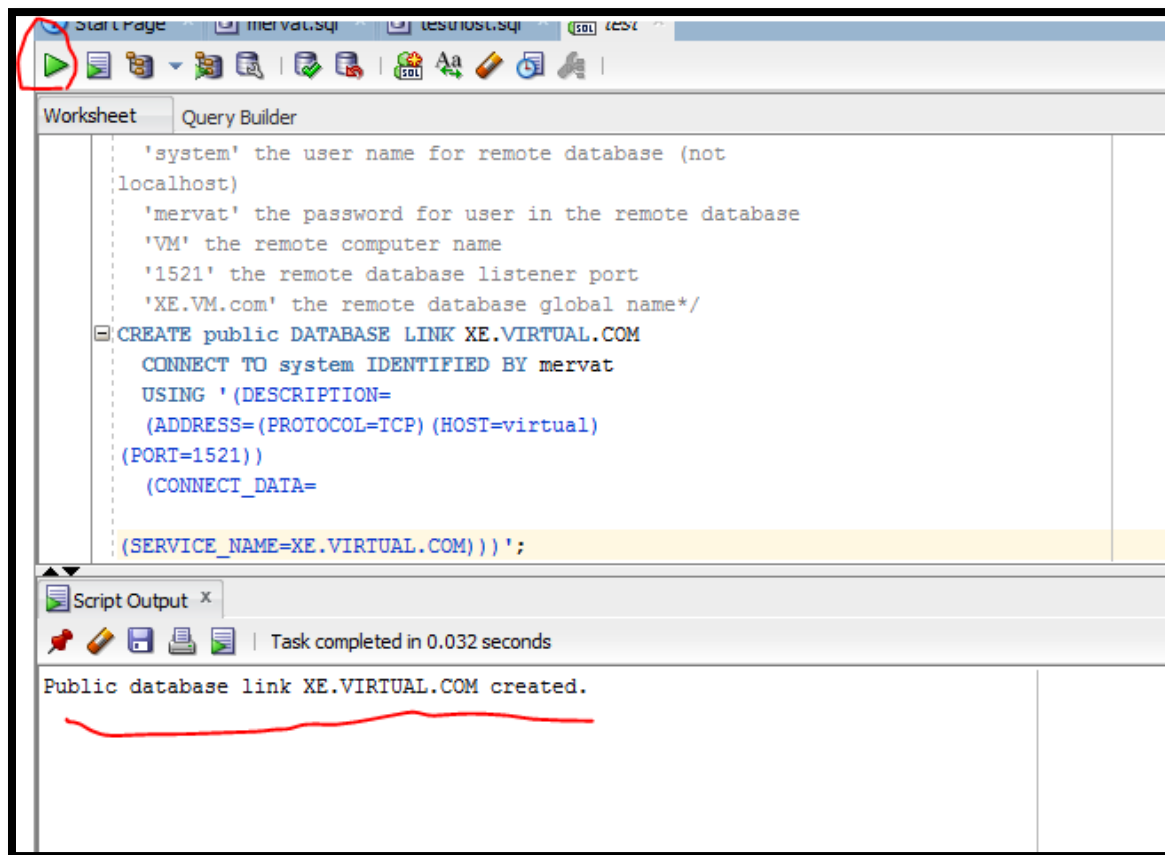 Start Page mervat.sql testhost.sql test
SQL SQL Aa
Worksheet Query Builder
'system' the user name for remote database (not
localhost)
'mervat' the password for user in the remote database
'VM' the remote computer name
'1521' the remote database listener port
'XE.VM.com' the remote database global name*/
CREATE public DATABASE LINK XE.VIRTUAL.COM
CONNECT TO system IDENTIFIED BY mervat
USING '(DESCRIPTION=
(ADDRESS=(PROTOCOL=TCP)(HOST=virtual)
(PORT=1521))
(CONNECT_DATA=
(SERVICE_NAME=XE.VIRTUAL.COM)))';
Script Output x
Task completed in 0.032 seconds
Public database link XE.VIRTUAL.COM created.